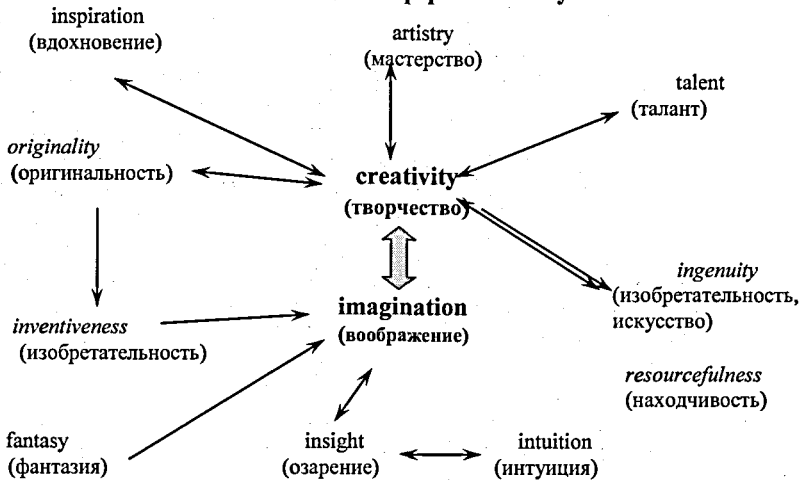 inspiration
(вдохновение)
artistry
(мастерство)
talent
(талант)
originality
(оригинальность)
creativity
(творчество)
ingenuity
(изобретательность,
искусство)
imagination
(воображение)
inventiveness
(изобретательность)
resourcefulness
(находчивость)
fantasy
(фантазия)
insight
(озарение)
intuition
(интуиция)